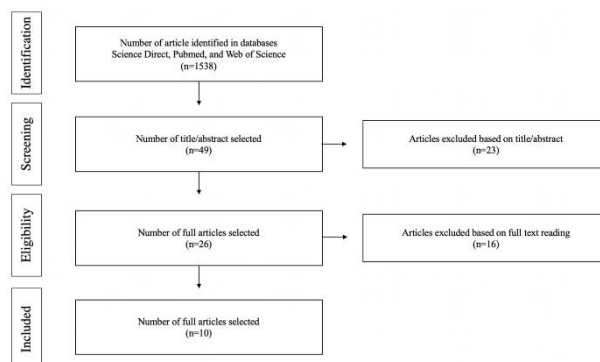 Identification
Number of article identified in databases
Science Direct, Pubmed, and Web of Science
(n=1538)
Screening
Number of title/abstract selected
(n=49)
Articles excluded based on title/abstract
(n=23)
Eligibility
Number of full articles selected
(n=26)
Articles excluded based on full text reading
(n=16)
Included
Number of full articles selected
(n=10)